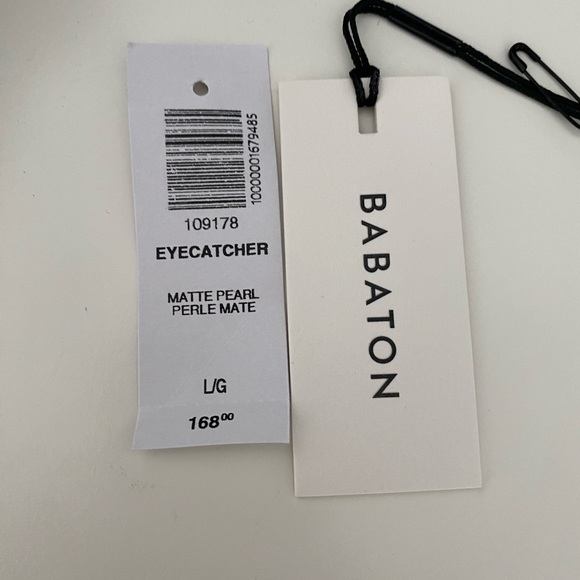 10000001679485
109178
EYECATCHER
MATTE PEARL
PERLE MATE
L/G
168⁰⁰
BABATON